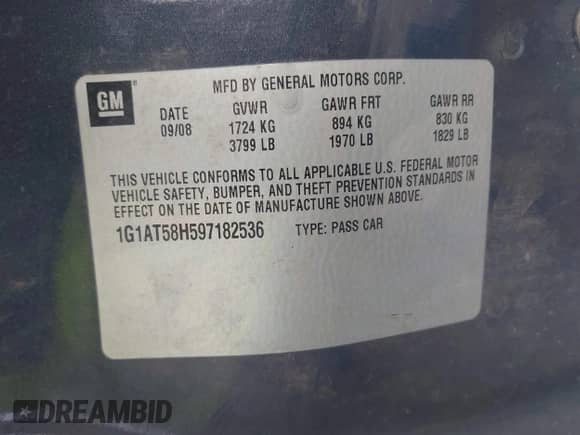 MFD BY GENERAL MOTORS CORP.
GM
DATE GVWR GAWR FRT GAWR RR
09/08 1724 KG 894 KG 830 KG
3799 LB 1970 LB 1829 LB
THIS VEHICLE CONFORMS TO ALL APPLICABLE U.S. FEDERAL MOTOR
VEHICLE SAFETY, BUMPER, AND THEFT PREVENTION STANDARDS IN
EFFECT ON THE DATE OF MANUFACTURE SHOWN ABOVE.
1G1AT58H597182536 TYPE: PASS CAR
DREAMBID